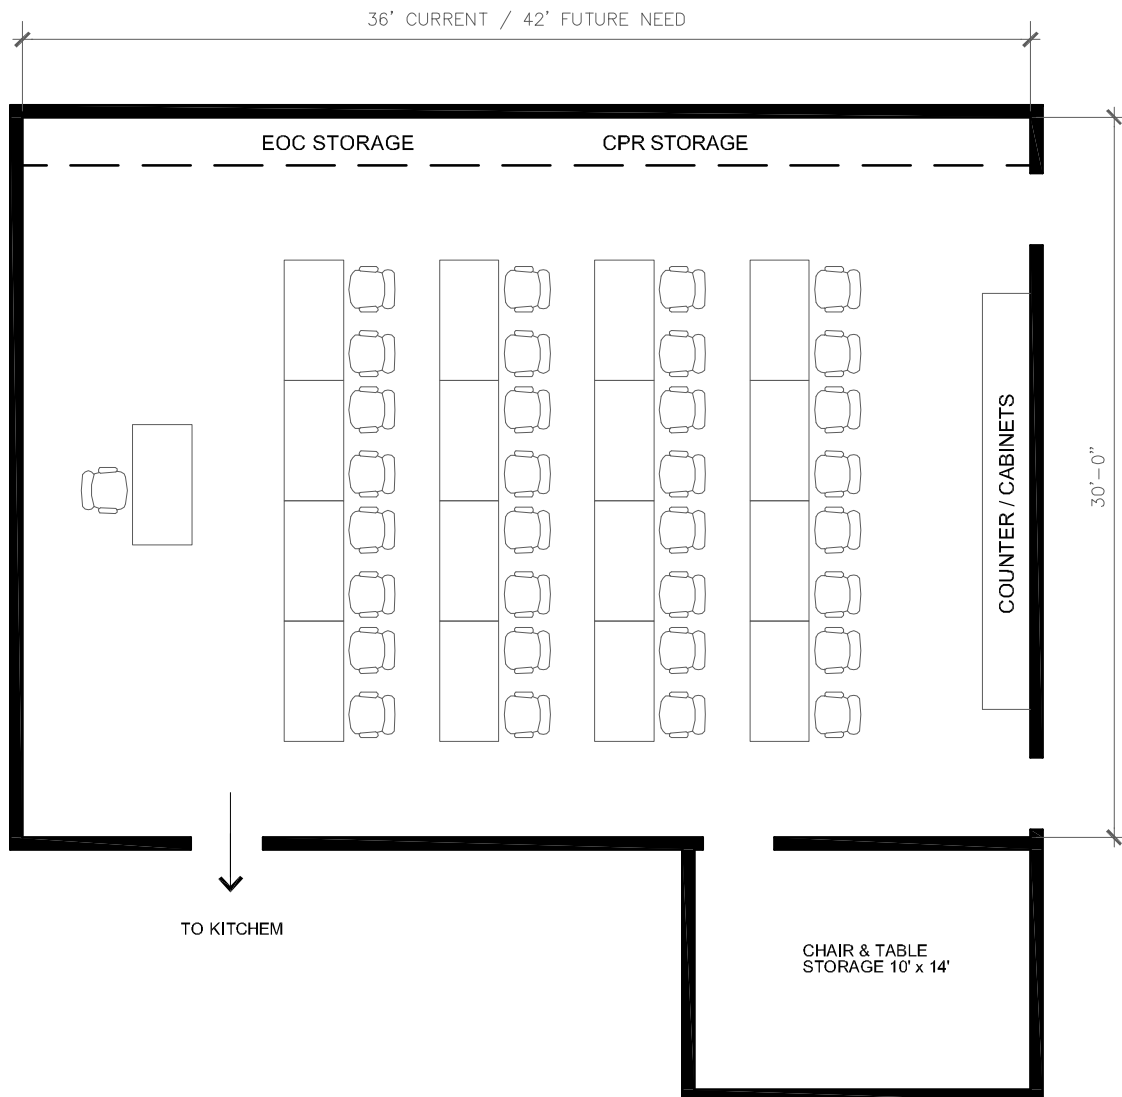 36' CURRENT / 42' FUTURE NEED
EOC STORAGE
CPR STORAGE
COUNTER / CABINETS
30'-0"
TO KITCHEM
CHAIR & TABLE
STORAGE 10' x 14'